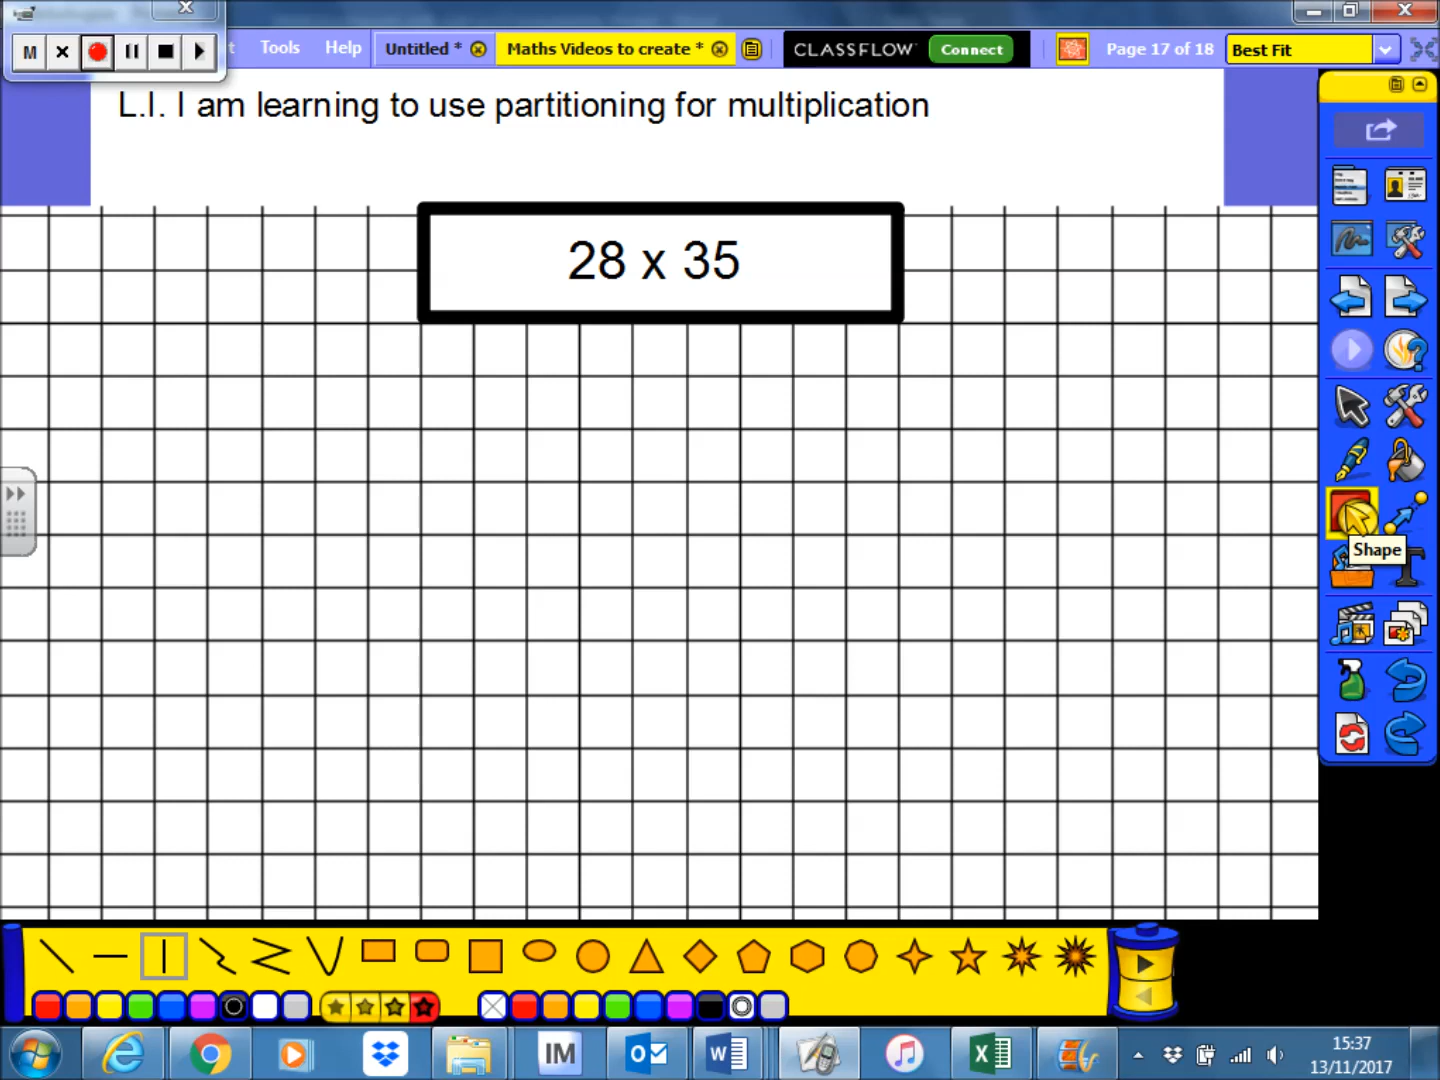 M
t Tools Help Untitled * Maths Videos to create * CLASSFLOW Connect Page 17 of 18 Best Fit
L.I. I am learning to use partitioning for multiplication
28 x 35
Shape
IM
15:37
13/11/2017